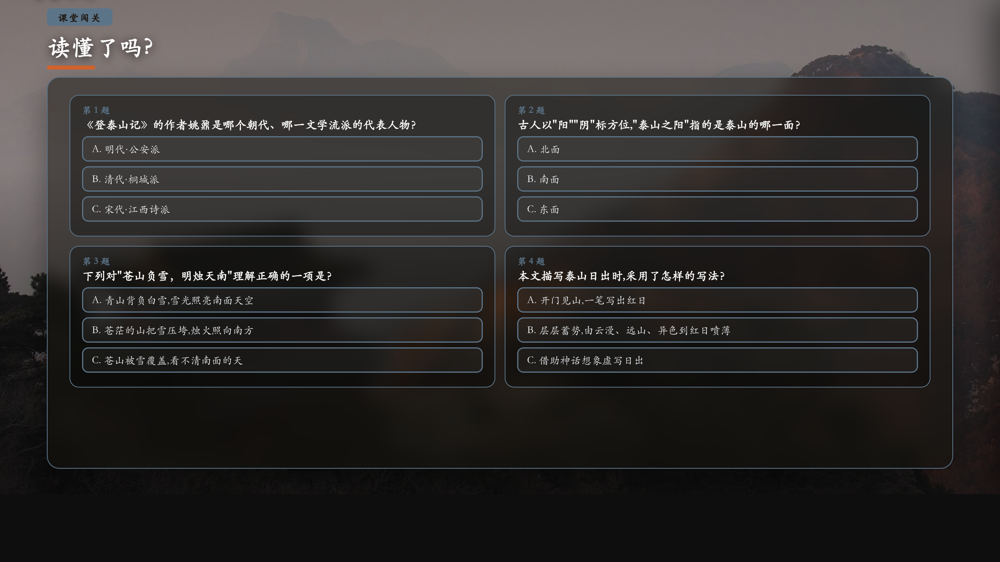 课堂闯关
读懂了吗?
第 1 题
《登泰山记》的作者姚鼐是哪个朝代、哪一文学流派的代表人物?
A. 明代·公安派
B. 清代·桐城派
C. 宋代·江西诗派
第 2 题
古人以"阳""阴"标方位,"泰山之阳"指的是泰山的哪一面?
A. 北面
B. 南面
C. 东面
第 3 题
下列对"苍山负雪，明烛天南"理解正确的一项是?
A. 青山背负白雪,雪光照亮南面天空
B. 苍茫的山把雪压垮,烛火照向南方
C. 苍山被雪覆盖,看不清南面的天
第 4 题
本文描写泰山日出时,采用了怎样的写法?
A. 开门见山,一笔写出红日
B. 层层蓄势,由云漫、远山、异色到红日喷薄
C. 借助神话想象虚写日出